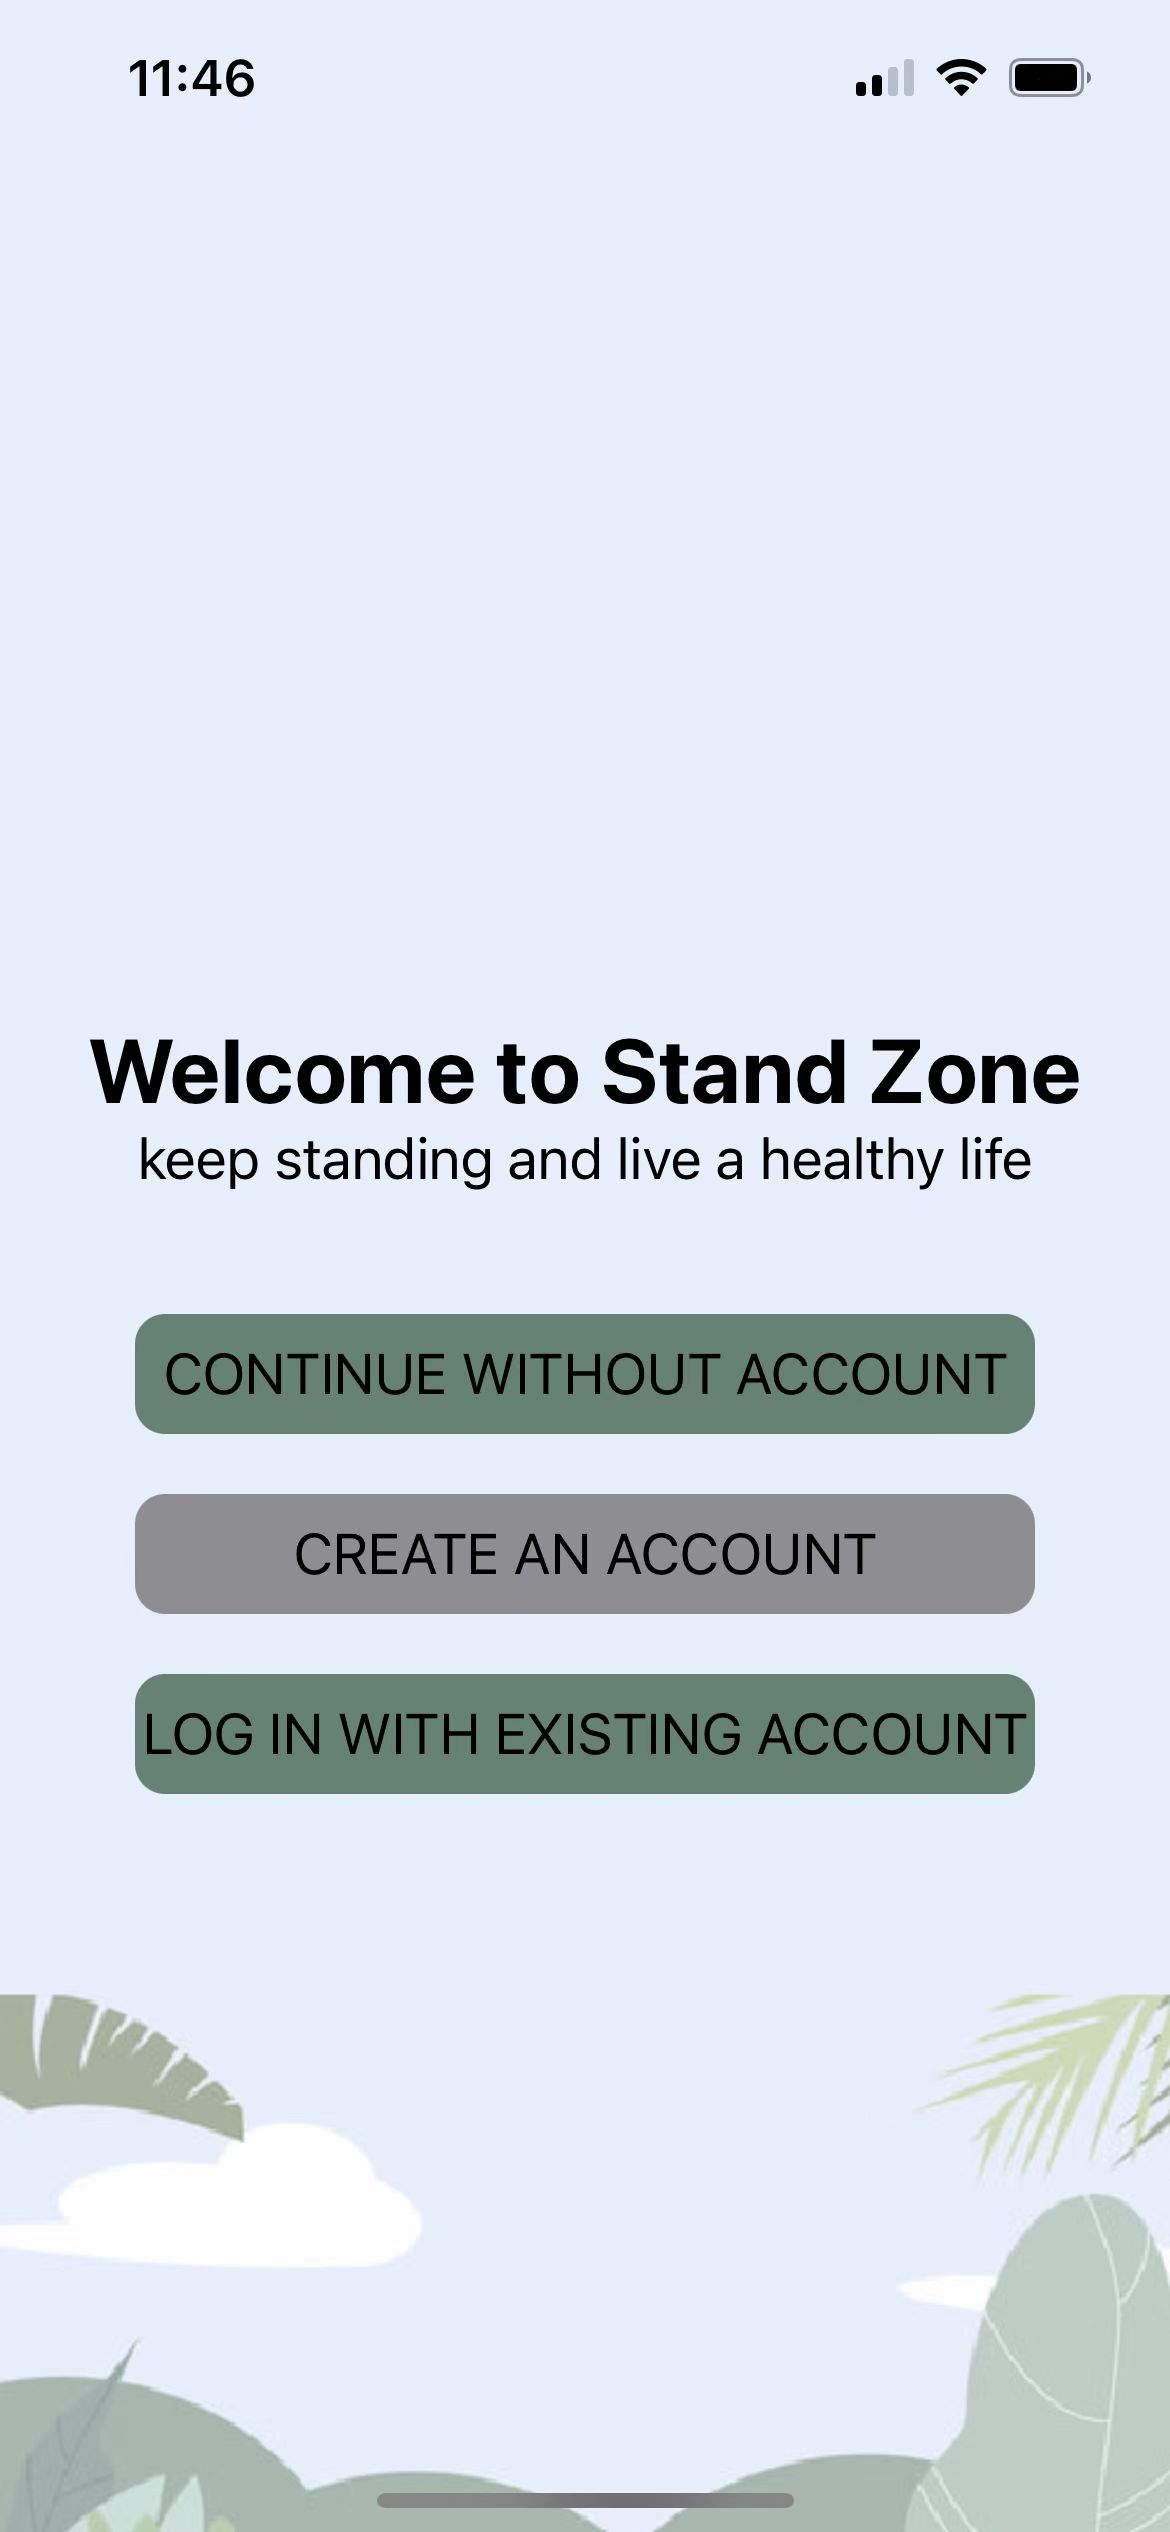 11:46
Welcome to Stand Zone
keep standing and live a healthy life
CONTINUE WITHOUT ACCOUNT
CREATE AN ACCOUNT
LOG IN WITH EXISTING ACCOUNT